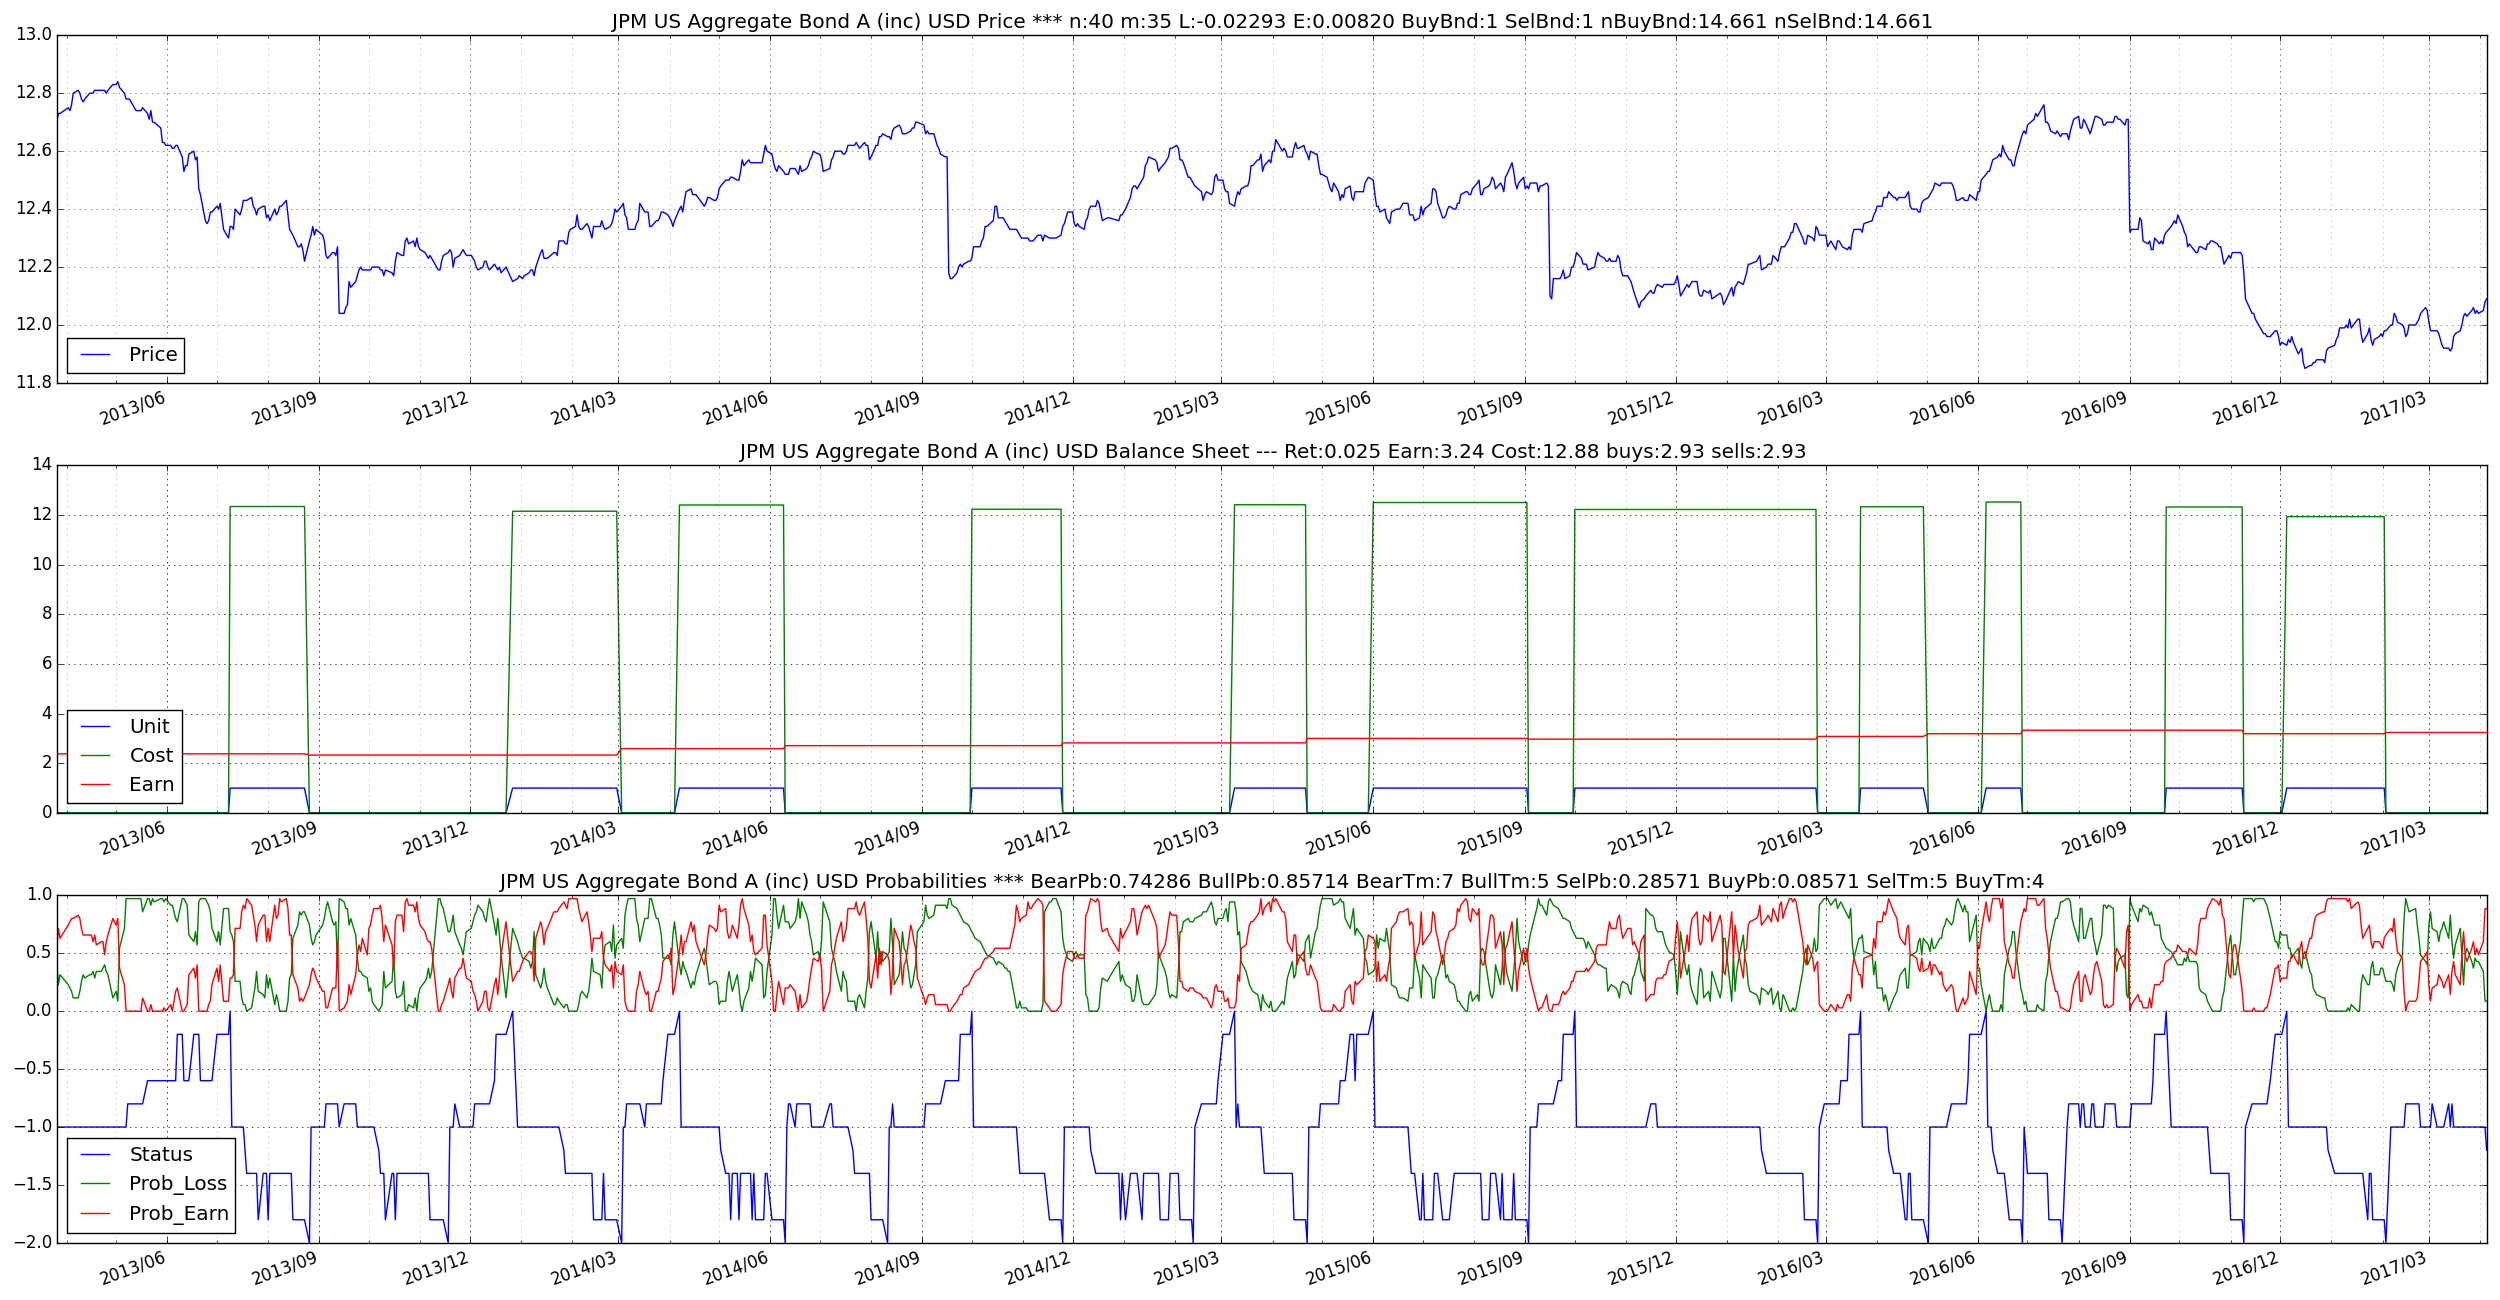 JPM US Aggregate Bond A (inc) USD Price *** n:40 m:35 L:-0.02293 E:0.00820 BuyBnd:1 SelBnd:1 nBuyBnd:14.661 nSelBnd:14.661
13.0
12.8
12.6
12.4
12.2
12.0
11.8
Price
2013/06 2013/09 2013/12 2014/03 2014/06 2014/09 2014/12 2015/03 2015/06 2015/09 2015/12 2016/03 2016/06 2016/09 2016/12 2017/03
JPM US Aggregate Bond A (inc) USD Balance Sheet --- Ret:0.025 Earn:3.24 Cost:12.88 buys:2.93 sells:2.93
14
12
10
8
6
4
2
0
Unit
Cost
Earn
2013/06 2013/09 2013/12 2014/03 2014/06 2014/09 2014/12 2015/03 2015/06 2015/09 2015/12 2016/03 2016/06 2016/09 2016/12 2017/03
JPM US Aggregate Bond A (inc) USD Probabilities *** BearPb:0.74286 BullPb:0.85714 BearTm:7 BullTm:5 SelPb:0.28571 BuyPb:0.08571 SelTm:5 BuyTm:4
1.0
0.5
0.0
−0.5
−1.0
−1.5
−2.0
Status
Prob_Loss
Prob_Earn
2013/06 2013/09 2013/12 2014/03 2014/06 2014/09 2014/12 2015/03 2015/06 2015/09 2015/12 2016/03 2016/06 2016/09 2016/12 2017/03